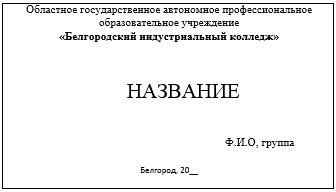 Областное государственное автономное профессиональное
образовательное учреждение
«Белгородский индустриальный колледж»
НАЗВАНИЕ
Ф.И.О, группа
Белгород, 20__